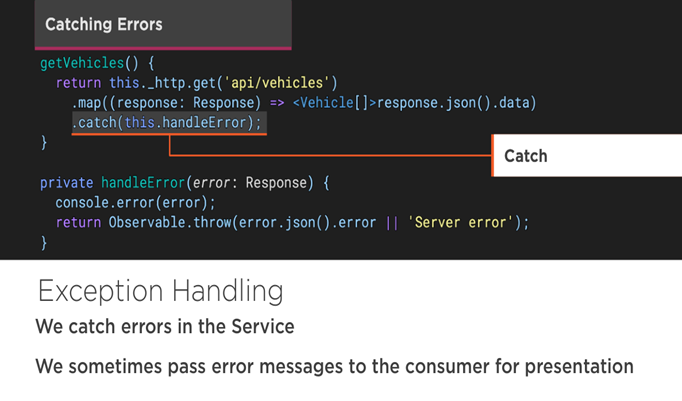 Catching Errors
getVehicles() {
return this._http.get('api/vehicles')
.map((response: Response) => <Vehicle[]>response.json().data)
.catch(this.handleError);
}
Catch
private handleError(error: Response) {
console.error(error);
return Observable.throw(error.json().error || 'Server error');
}
Exception Handling
We catch errors in the Service
We sometimes pass error messages to the consumer for presentation